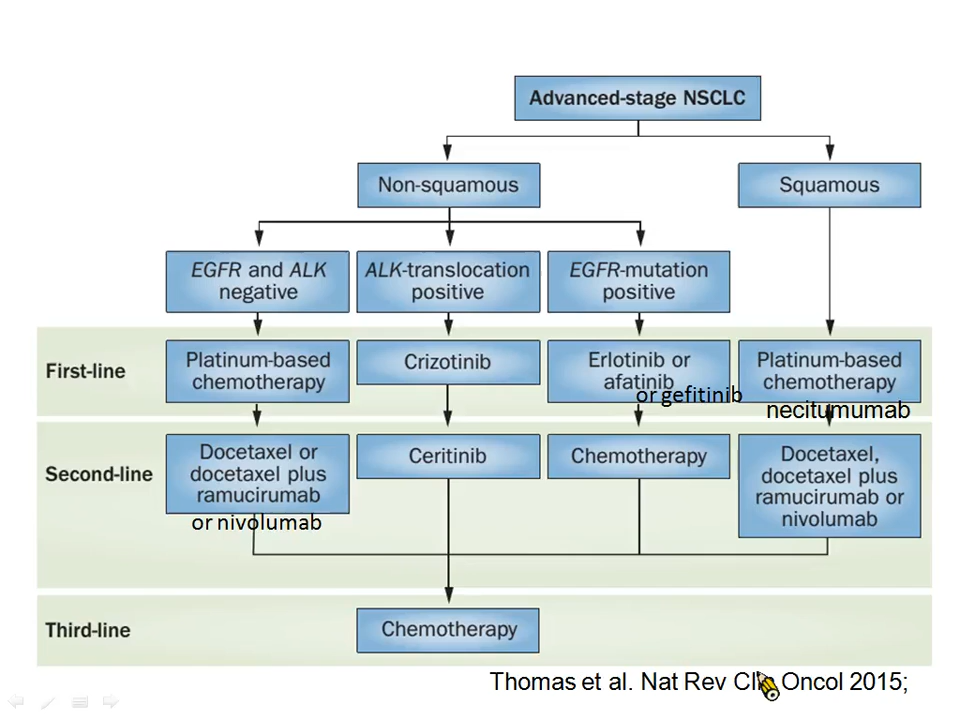 Advanced-stage NSCLC
Non-squamous
Squamous
EGFR and ALK
negative
ALK-translocation
positive
EGFR-mutation
positive
First-line
Platinum-based
chemotherapy
Crizotinib
Erlotinib or
afatinib
or gefitinib
Platinum-based
chemotherapy
necitumumab
Second-line
Docetaxel or
docetaxel plus
ramucirumab
or nivolumab
Ceritinib
Chemotherapy
Docetaxel,
docetaxel plus
ramucirumab or
nivolumab
Third-line
Chemotherapy
Thomas et al. Nat Rev Clin Oncol 2015;